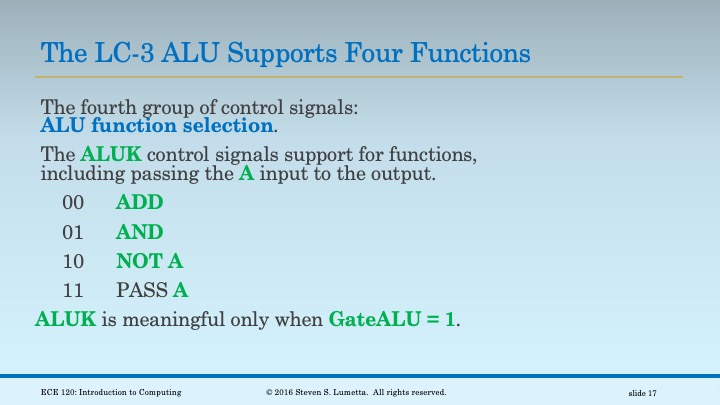 The LC-3 ALU Supports Four Functions
The fourth group of control signals:
ALU function selection.
The ALUK control signals support for functions,
including passing the A input to the output.
00 ADD
01 AND
10 NOT A
11 PASS A
ALUK is meaningful only when GateALU = 1.
ECE 120: Introduction to Computing © 2016 Steven S. Lumetta. All rights reserved. slide 17